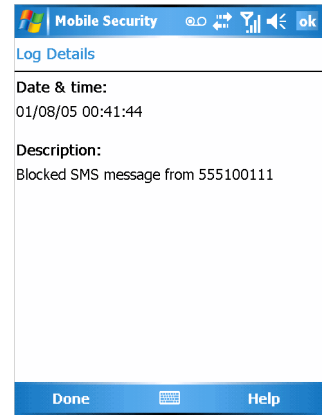 Mobile Security ok
Log Details
Date & time:
01/08/05 00:41:44
Description:
Blocked SMS message from 555100111
Done Help